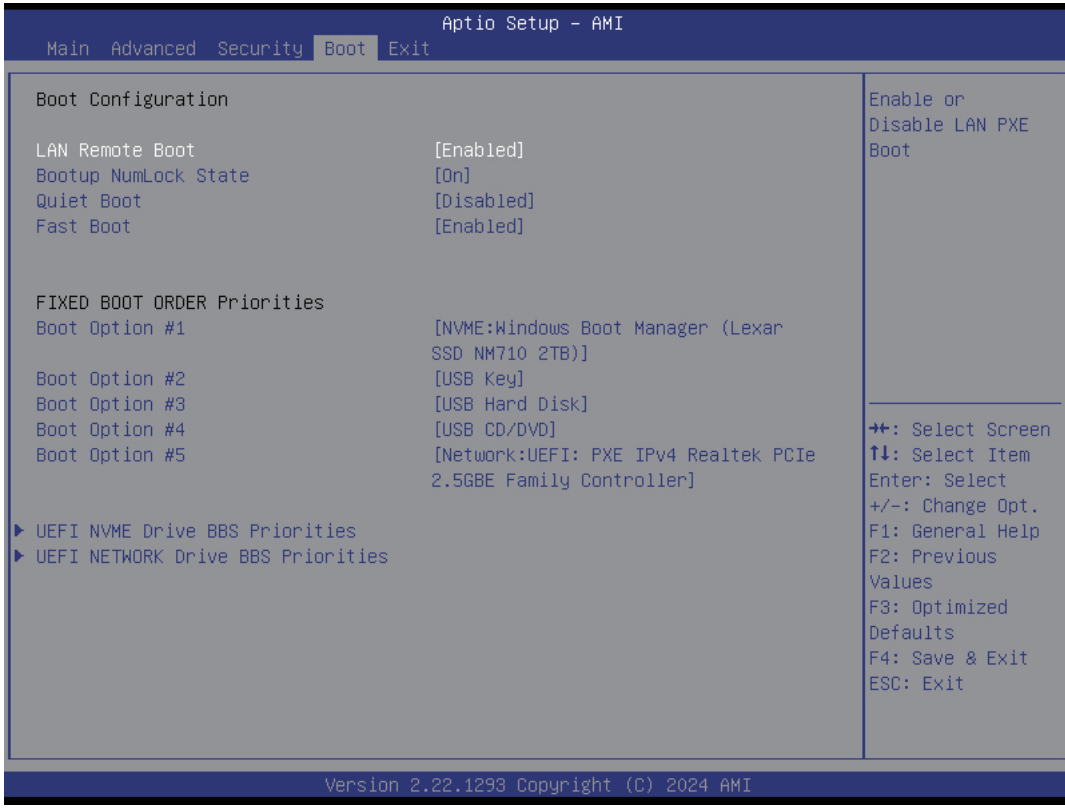 Aptio Setup – AMI
Main Advanced Security Boot Exit
Boot Configuration
LAN Remote Boot [Enabled]
Bootup NumLock State [On]
Quiet Boot [Disabled]
Fast Boot [Enabled]
FIXED BOOT ORDER Priorities
Boot Option #1 [NVME:Windows Boot Manager (Lexar
SSD NM710 2TB)]
Boot Option #2 [USB Key]
Boot Option #3 [USB Hard Disk]
Boot Option #4 [USB CD/DVD]
Boot Option #5 [Network:UEFI: PXE IPv4 Realtek PCIe
2.5GBE Family Controller]
▶ UEFI NVME Drive BBS Priorities
▶ UEFI NETWORK Drive BBS Priorities
Enable or
Disable LAN PXE
Boot
→←: Select Screen
↑↓: Select Item
Enter: Select
+/-: Change Opt.
F1: General Help
F2: Previous
Values
F3: Optimized
Defaults
F4: Save & Exit
ESC: Exit
Version 2.22.1293 Copyright (C) 2024 AMI